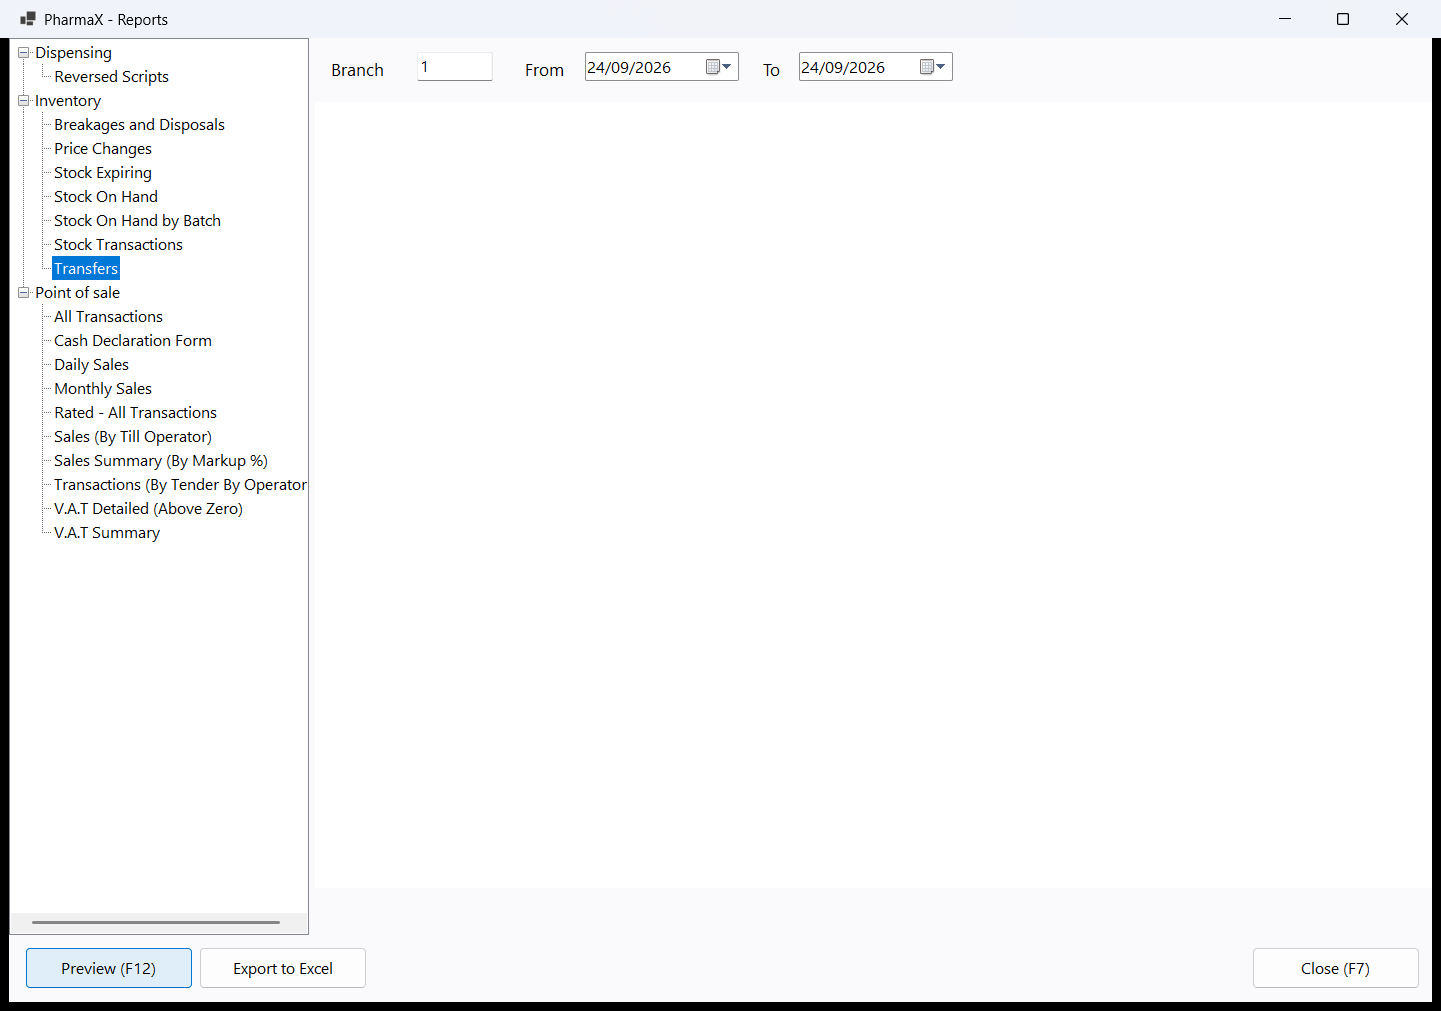 PharmaX - Reports
Dispensing
Reversed Scripts
Inventory
Breakages and Disposals
Price Changes
Stock Expiring
Stock On Hand
Stock On Hand by Batch
Stock Transactions
Transfers
Point of sale
All Transactions
Cash Declaration Form
Daily Sales
Monthly Sales
Rated - All Transactions
Sales (By Till Operator)
Sales Summary (By Markup %)
Transactions (By Tender By Operator
V.A.T Detailed (Above Zero)
V.A.T Summary
Branch 1 From 24/09/2026 To 24/09/2026
Preview (F12) Export to Excel Close (F7)